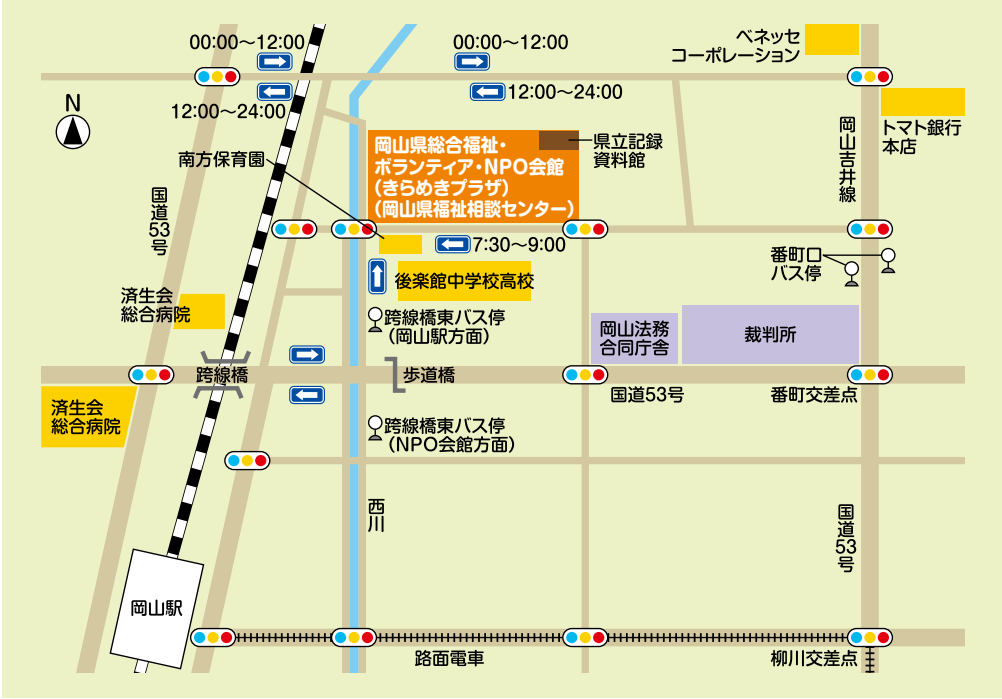 00:00〜12:00
00:00〜12:00
ベネッセ
コーポレーション
12:00〜24:00
12:00〜24:00
N
トマト銀行
本店
岡山吉井線
岡山県総合福祉・
ボランティア・NPO会館
(きらめきプラザ)
(岡山県福祉相談センター)
県立記録
資料館
南方保育園
国道53号
7:30〜9:00
番町口
バス停
後楽館中学校高校
済生会
総合病院
跨線橋東バス停
(岡山駅方面)
岡山法務
合同庁舎
裁判所
跨線橋
歩道橋
国道53号
番町交差点
済生会
総合病院
跨線橋東バス停
(NPO会館方面)
西川
国道53号
岡山駅
路面電車
柳川交差点